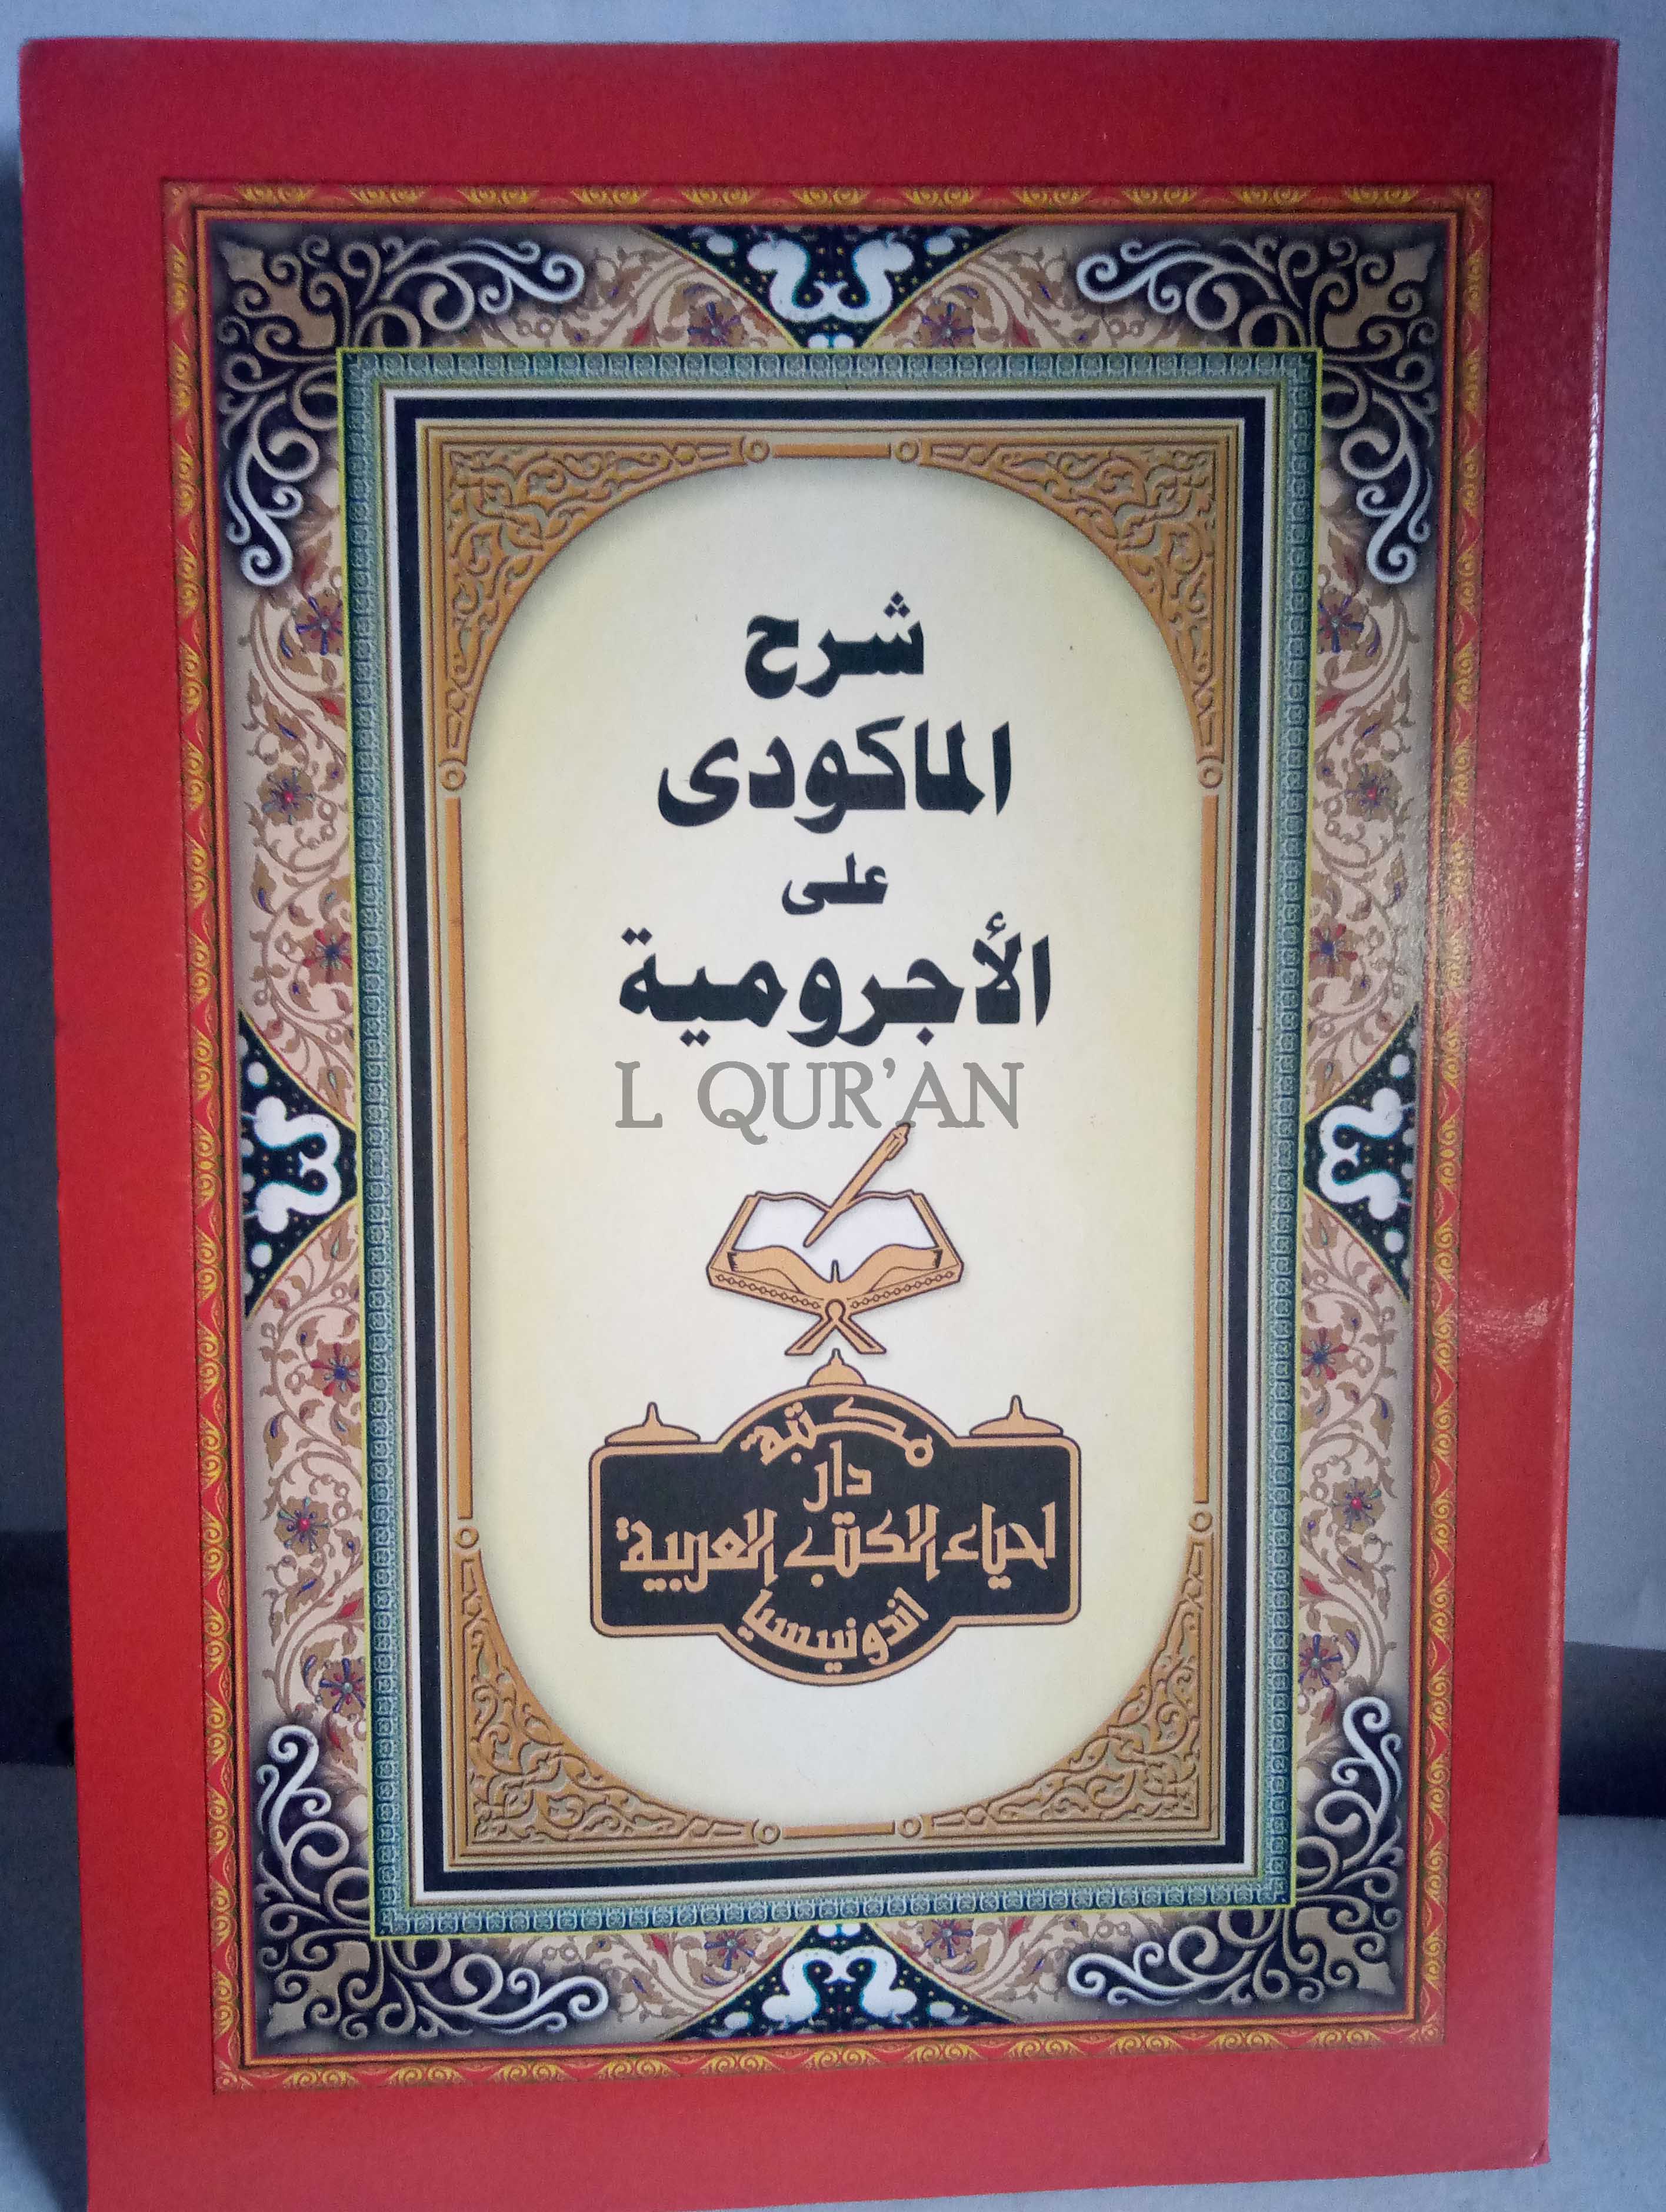 شرح
الماكودى
على
الأجرومية
L QUR'AN
مكتبة
دار
احياء الكتب العربية
اندونيسيا